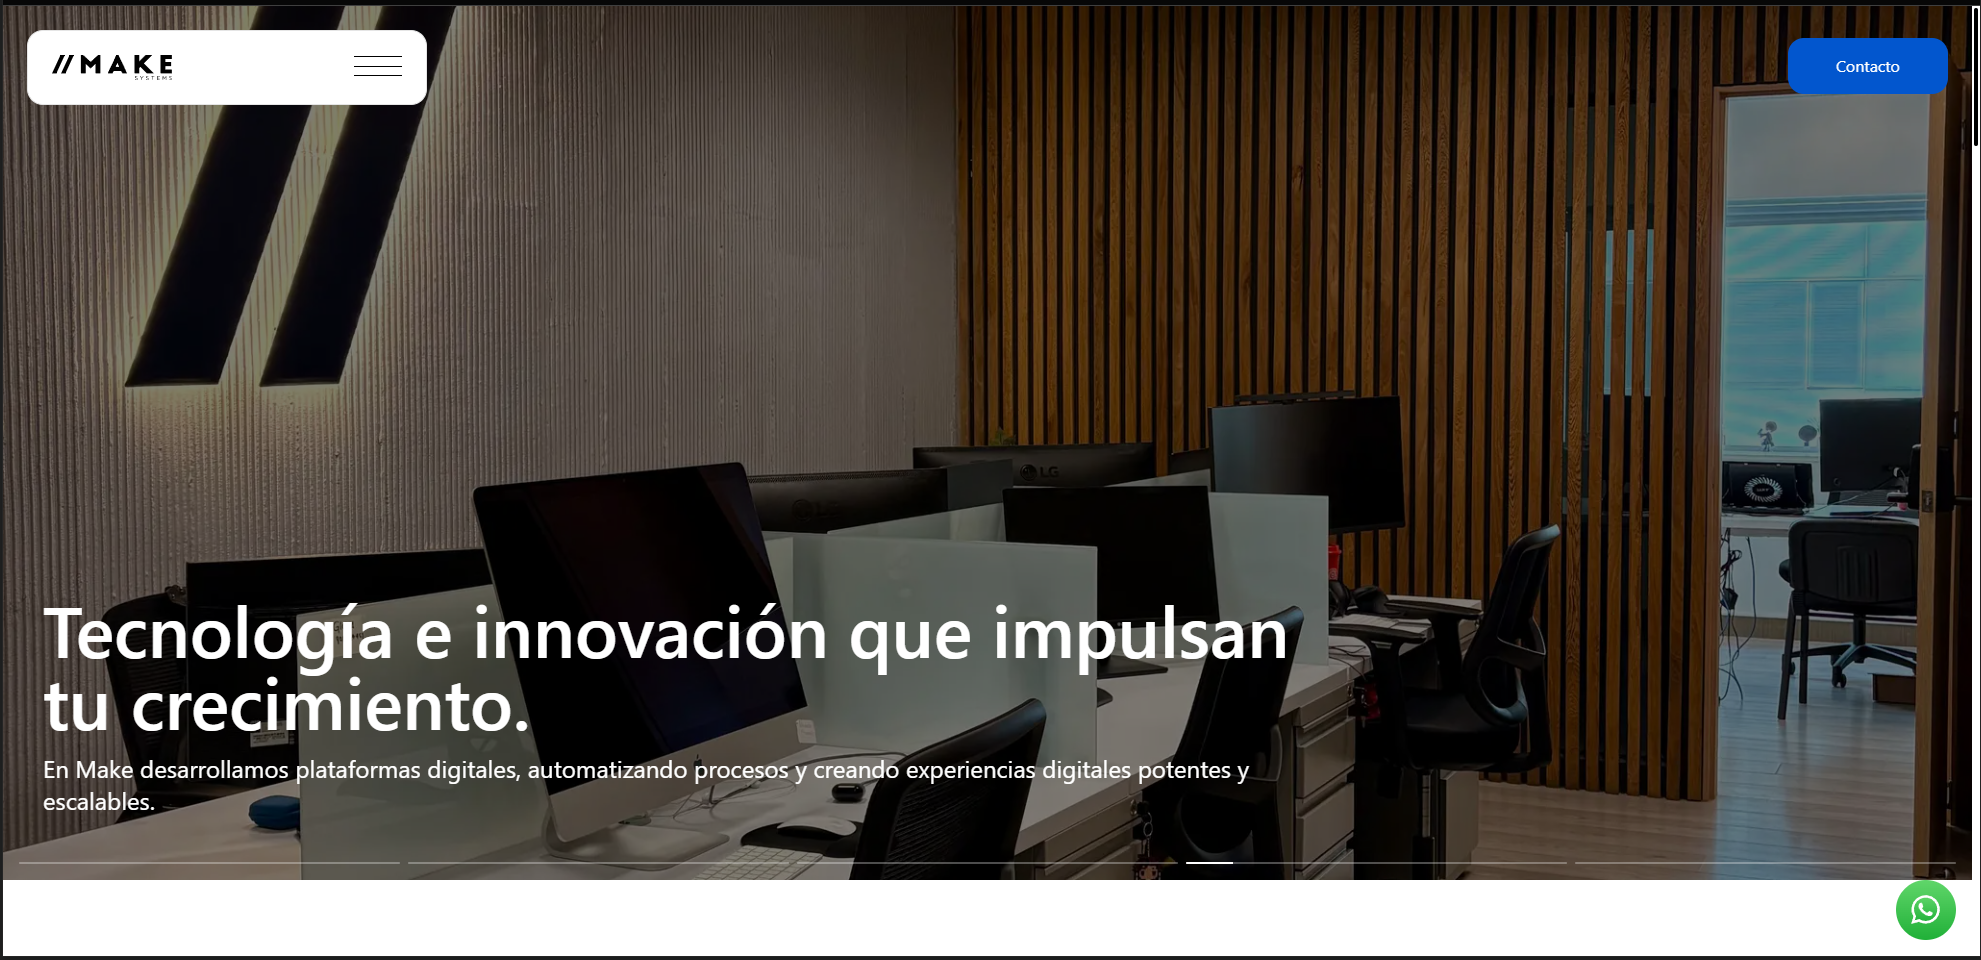 //MAKE
SYSTEMS
Contacto
LG
LG
Tecnología e innovación que impulsan
tu crecimiento.
En Make desarrollamos plataformas digitales, automatizando procesos y creando experiencias digitales potentes y
escalables.